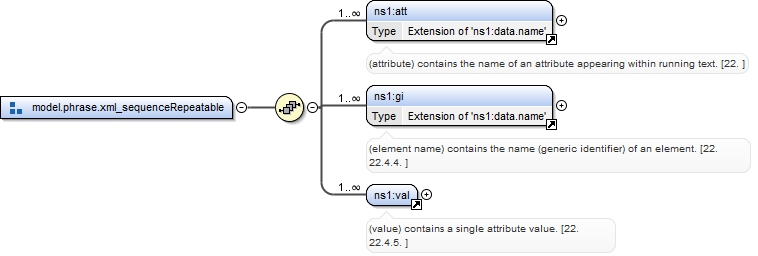 1..∞
ns1:att
Type Extension of 'ns1:data.name'
(attribute) contains the name of an attribute appearing within running text. [22. ]
model.phrase.xml_sequenceRepeatable
1..∞
ns1:gi
Type Extension of 'ns1:data.name'
(element name) contains the name (generic identifier) of an element. [22.
22.4.4. ]
1..∞
ns1:val
(value) contains a single attribute value. [22.
22.4.5. ]